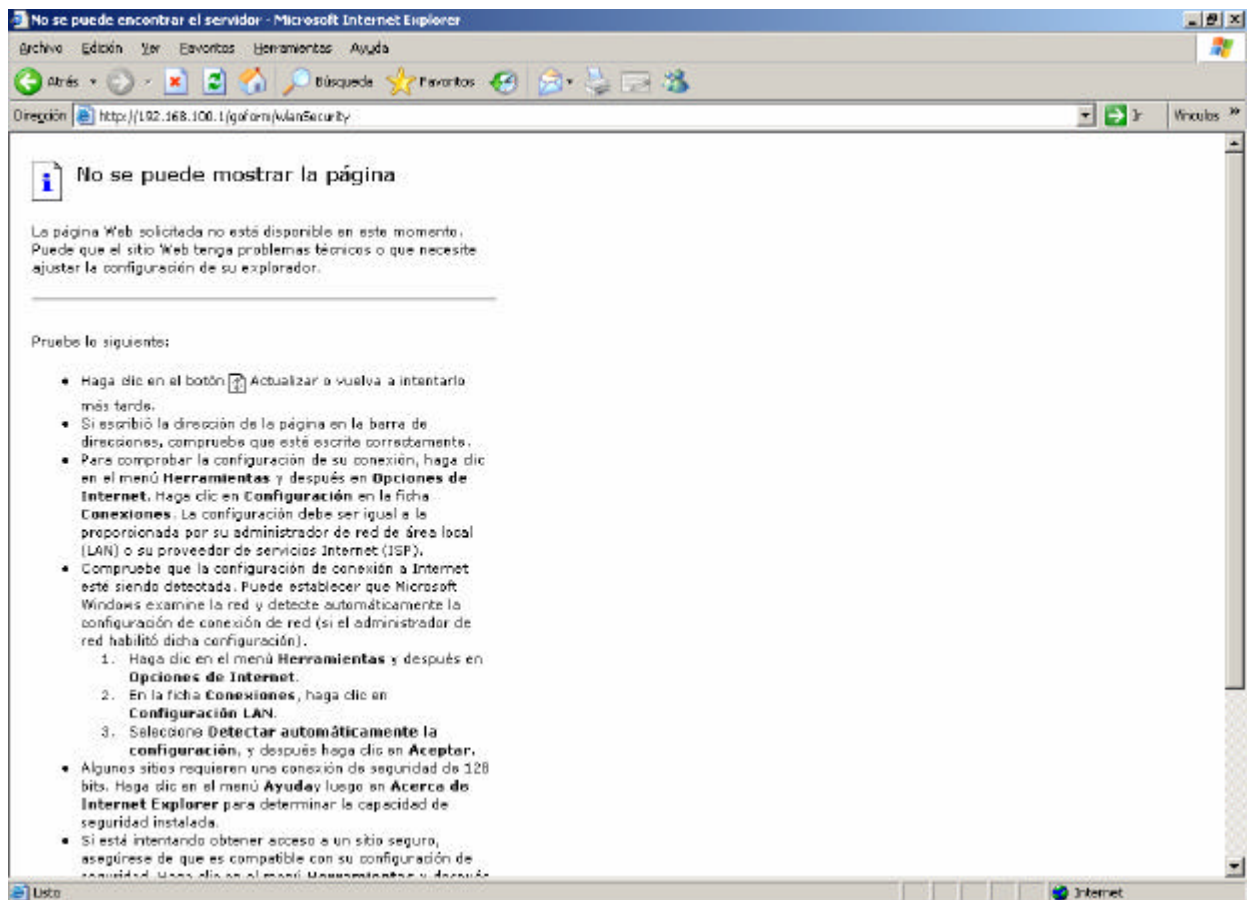 No se puede encontrar el servidor - Microsoft Internet Explorer
Archivo Edición Ver Favoritos Herramientas Ayuda
Atrás Búsqueda Favoritos
Dirección http://192.168.100.1/goform/wlanSecurity Ir Vínculos »
No se puede mostrar la página
La página Web solicitada no está disponible en este momento.
Puede que el sitio Web tenga problemas técnicos o que necesite
ajustar la configuración de su explorador.
Pruebe lo siguiente:
• Haga clic en el botón Actualizar o vuelva a intentarlo
más tarde.
• Si escribió la dirección de la página en la barra de
direcciones, compruebe que esté escrita correctamente.
• Para comprobar la configuración de su conexión, haga clic
en el menú Herramientas y después en Opciones de
Internet. Haga clic en Configuración en la ficha
Conexiones. La configuración debe ser igual a la
proporcionada por su administrador de red de área local
(LAN) o su proveedor de servicios Internet (ISP).
• Compruebe que la configuración de conexión a Internet
esté siendo detectada. Puede establecer que Microsoft
Windows examine la red y detecte automáticamente la
configuración de conexión de red (si el administrador de
red habilitó dicha configuración).
1. Haga clic en el menú Herramientas y después en
Opciones de Internet.
2. En la ficha Conexiones, haga clic en
Configuración LAN.
3. Seleccione Detectar automáticamente la
configuración, y después haga clic en Aceptar.
• Algunos sitios requieren una conexión de seguridad de 128
bits. Haga clic en el menú Ayuday luego en Acerca de
Internet Explorer para determinar la capacidad de
seguridad instalada.
• Si está intentando obtener acceso a un sitio seguro,
asegúrese de que es compatible con su configuración de
seguridad. Haga clic en el menú Herramientas y después
Listo Internet